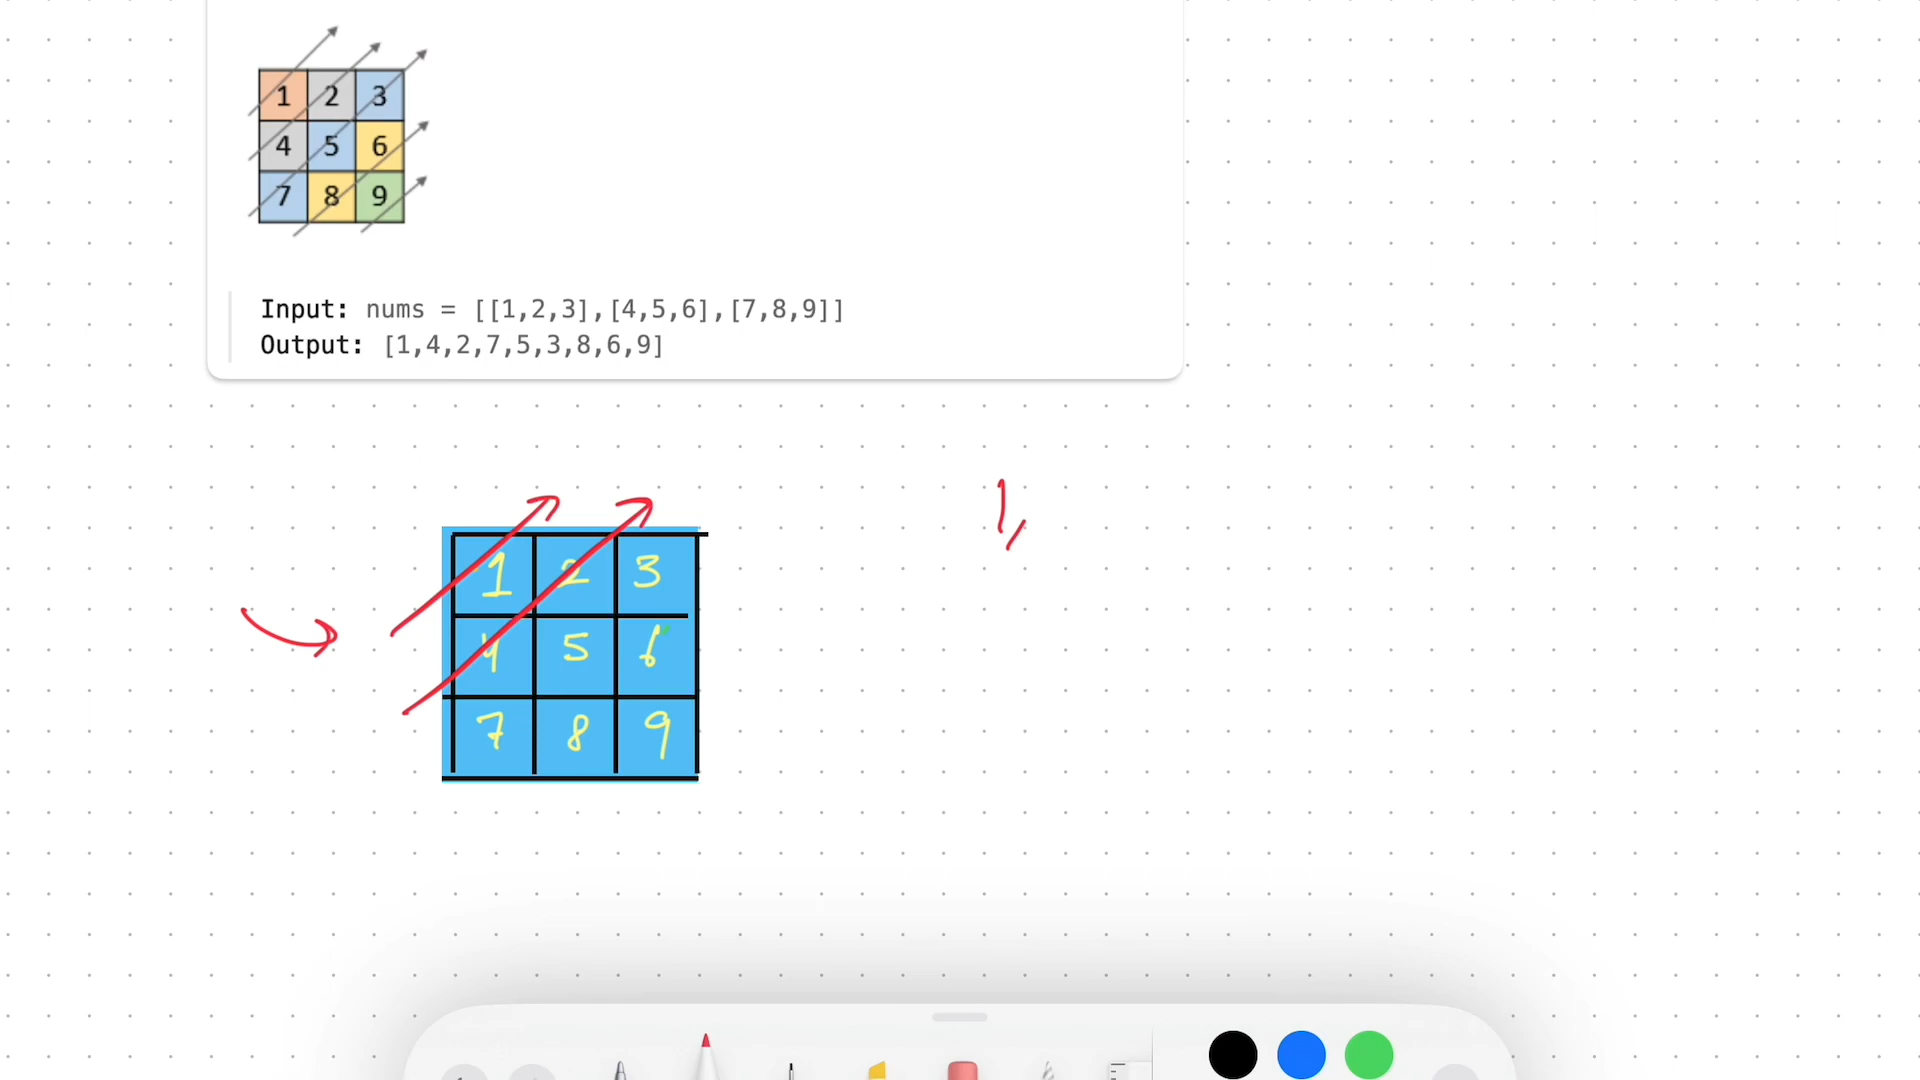 1 2 3
4 5 6
7 8 9
Input: nums = [[1,2,3],[4,5,6],[7,8,9]]
Output: [1,4,2,7,5,3,8,6,9]
1,
1 2 3
4 5 6
7 8 9